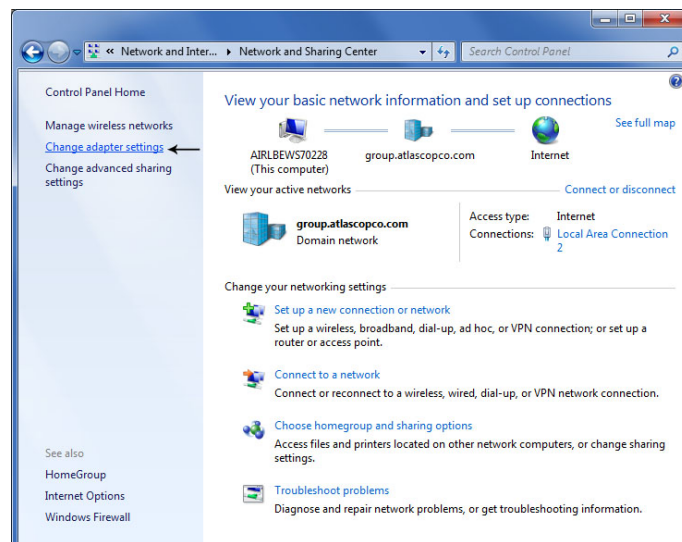 Network and Inter... Network and Sharing Center Search Control Panel
Control Panel Home
Manage wireless networks
Change adapter settings
Change advanced sharing
settings
View your basic network information and set up connections
See full map
AIRLBEWS70228 group.atlascopco.com Internet
(This computer)
View your active networks Connect or disconnect
group.atlascopco.com
Domain network
Access type: Internet
Connections: Local Area Connection
2
Change your networking settings
Set up a new connection or network
Set up a wireless, broadband, dial-up, ad hoc, or VPN connection; or set up a
router or access point.
Connect to a network
Connect or reconnect to a wireless, wired, dial-up, or VPN network connection.
Choose homegroup and sharing options
Access files and printers located on other network computers, or change sharing
settings.
Troubleshoot problems
Diagnose and repair network problems, or get troubleshooting information.
See also
HomeGroup
Internet Options
Windows Firewall